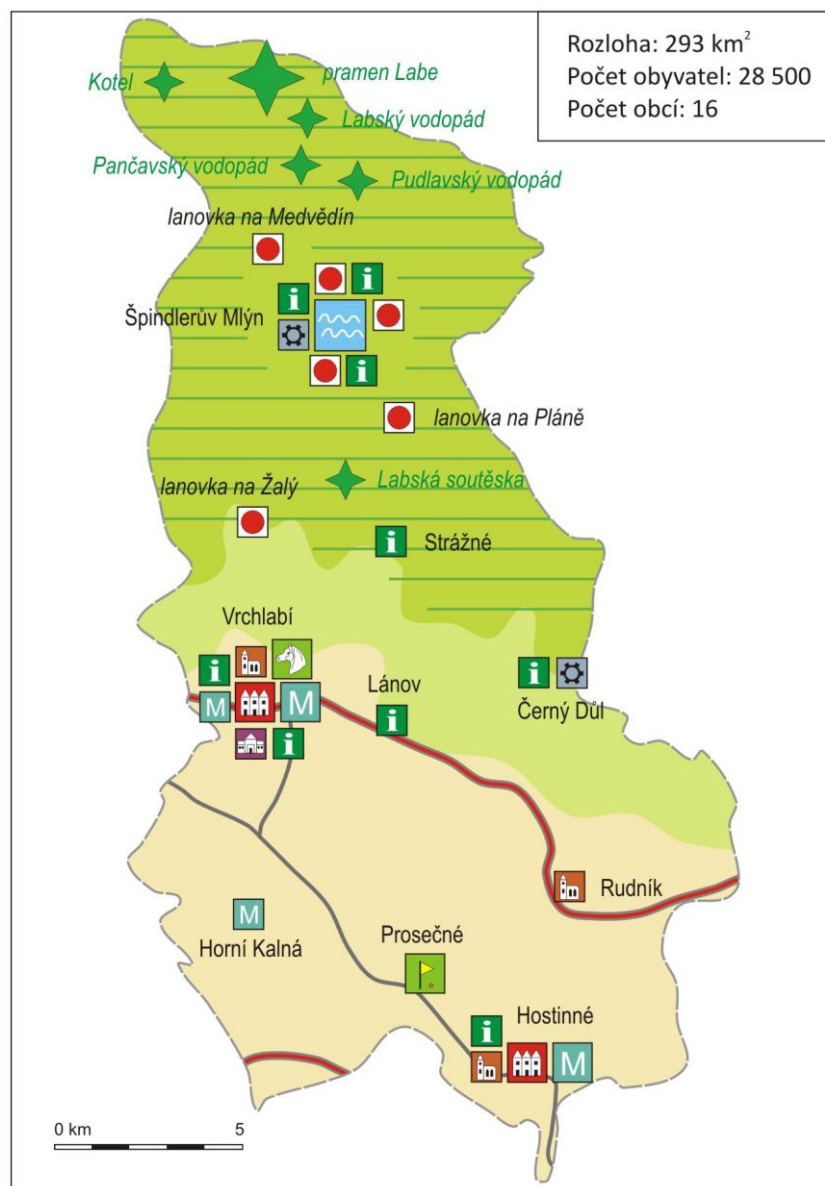 Rozloha: 293 km²
Počet obyvatel: 28 500
Počet obcí: 16
Kotel
pramen Labe
Labský vodopád
Pančavský vodopád
Pudlavský vodopád
lanovka na Medvědín
i
i
Špindlerův Mlýn
i
lanovka na Pláně
Labská soutěska
lanovka na Žalý
i
Strážné
Vrchlabí
i
i
Lánov
Černý Důl
M
M
i
i
Rudník
M
Horní Kalná
Prosečné
i
Hostinné
M
0 km
5